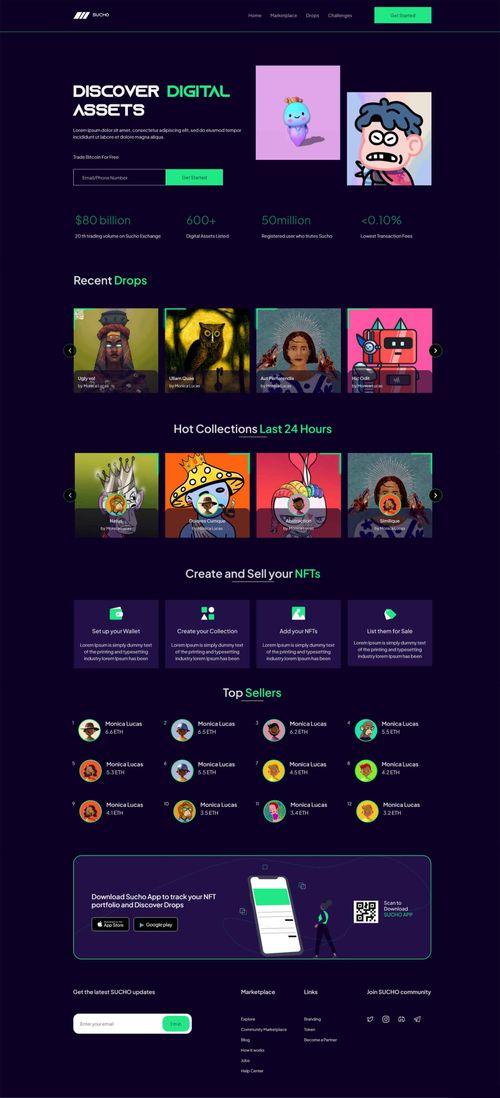 SUCHO
Home Marketplace Drops Challenges Get Started
DISCOVER DIGITAL
ASSETS
Lorem ipsum dolor sit amet, consectetur adipiscing elit, sed do eiusmod tempor
incididunt ut labore et dolore magna aliqua.
Trade Bitcoin For Free
Email/Phone Number Get Started
$80 billion 600+ 50million <0.10%
20 th trading volume on Sucho Exchange Digital Assets Listed Registered user who trutes Sucho Lowest Transaction Fees
Recent Drops
Ugly vol Ullam Quae Aut Perferendis Hic Odit
by Monica Lucas by Monica Lucas by Monica Lucas by Monica Lucas
Hot Collections Last 24 Hours
Natus Dolores Cumque Abstraction Similique
by Monica Lucas by Monica Lucas by Monica Lucas by Monica Lucas
Create and Sell your NFTs
Set up your Wallet Create your Collection Add your NFTs List them for Sale
Lorem Ipsum is simply dummy text Lorem Ipsum is simply dummy text Lorem Ipsum is simply dummy text Lorem Ipsum is simply dummy text
of the printing and typesetting of the printing and typesetting of the printing and typesetting of the printing and typesetting
industry lorem Ipsum has been industry lorem Ipsum has been industry lorem Ipsum has been industry lorem Ipsum has been
Top Sellers
1 Monica Lucas 2 Monica Lucas 3 Monica Lucas 4 Monica Lucas
6.6 ETH 6.5 ETH 6.2 ETH 5.5 ETH
5 Monica Lucas 6 Monica Lucas 7 Monica Lucas 8 Monica Lucas
5.3 ETH 5.5 ETH 4.5 ETH 4.2 ETH
9 Monica Lucas 10 Monica Lucas 11 Monica Lucas 12 Monica Lucas
4.1 ETH 3.5 ETH 3.4 ETH 3.2 ETH
Download Sucho App to track your NFT
portfolio and Discover Drops
App Store Google play
Scan to
Download
SUCHO APP
Get the latest SUCHO updates Marketplace Links Join SUCHO community
Enter your email I'm in
Explore Branding
Community Marketplace Token
Blog Become a Partner
How it works
Jobs
Help Center